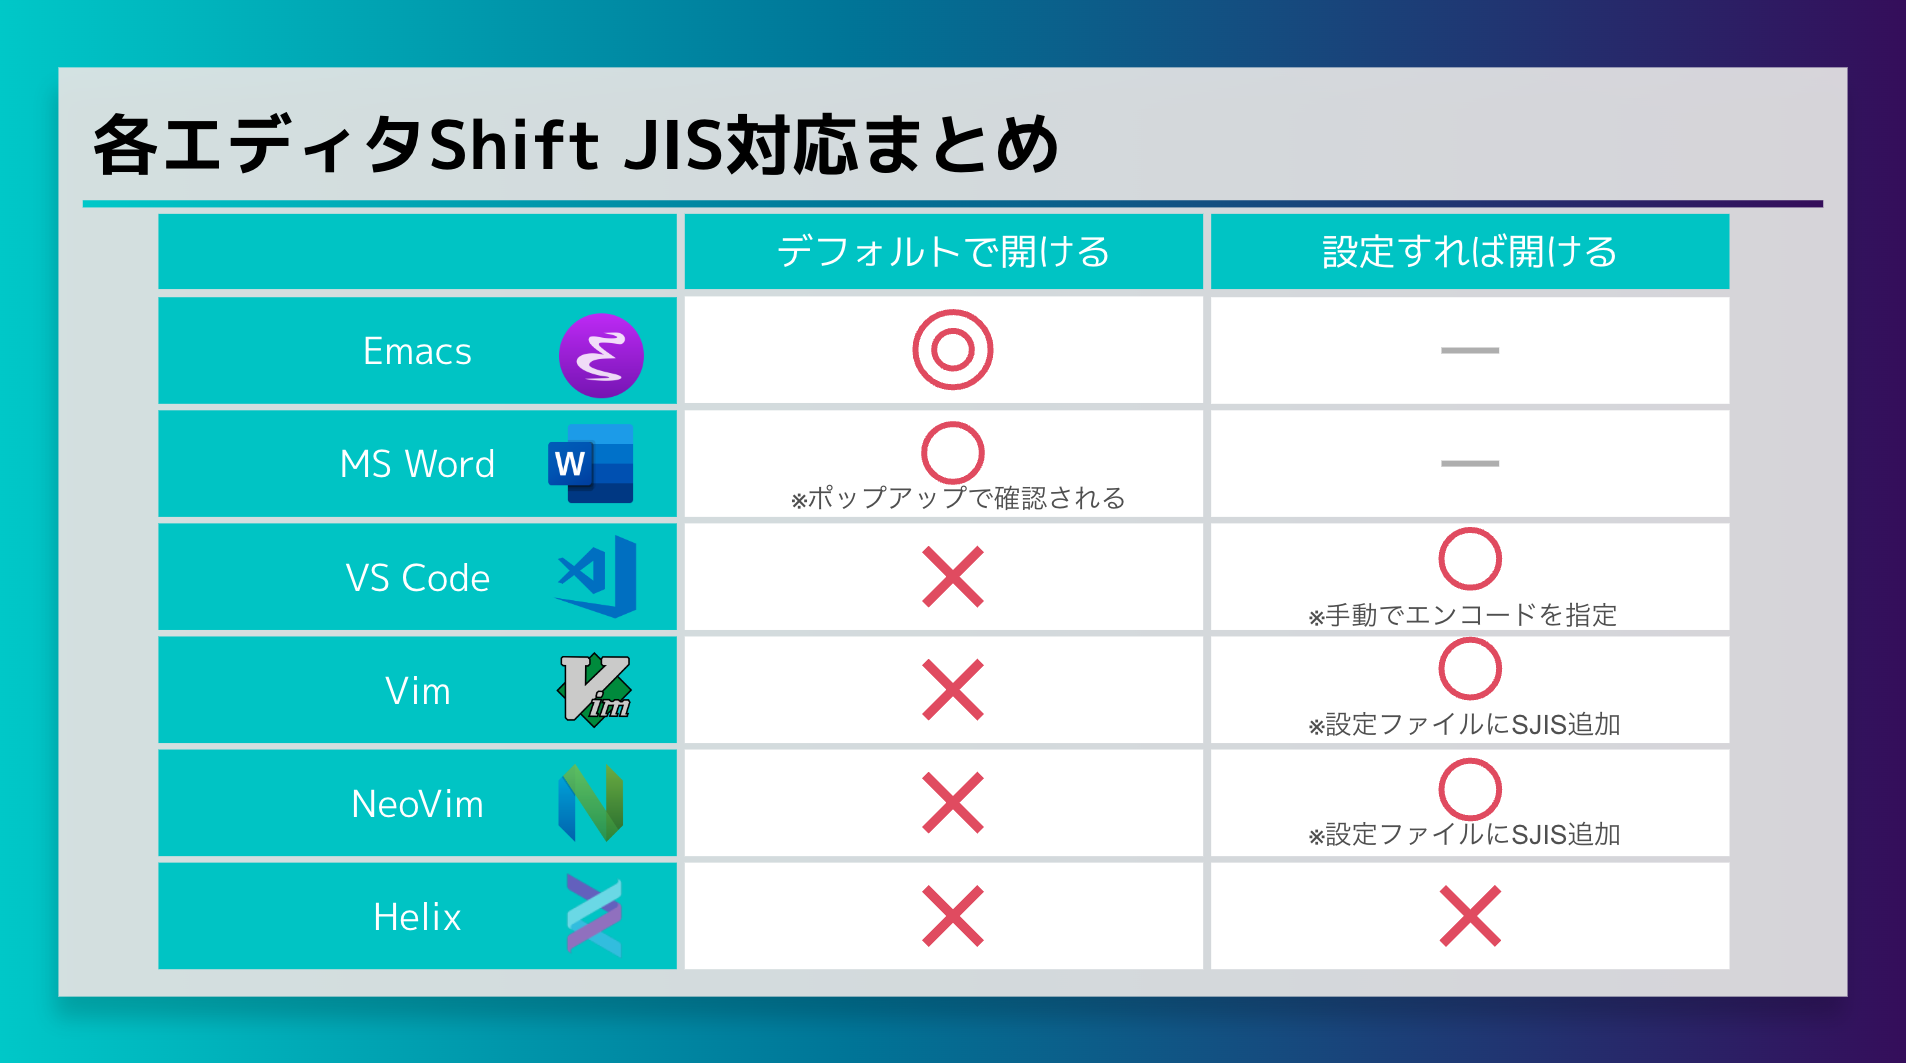 各エディタShift JIS対応まとめ
デフォルトで開ける
設定すれば開ける
Emacs
◎
—
MS Word
W
○
※ポップアップで確認される
—
VS Code
×
○
※手動でエンコードを指定
Vim
Vim
×
○
※設定ファイルにSJIS追加
NeoVim
×
○
※設定ファイルにSJIS追加
Helix
×
×